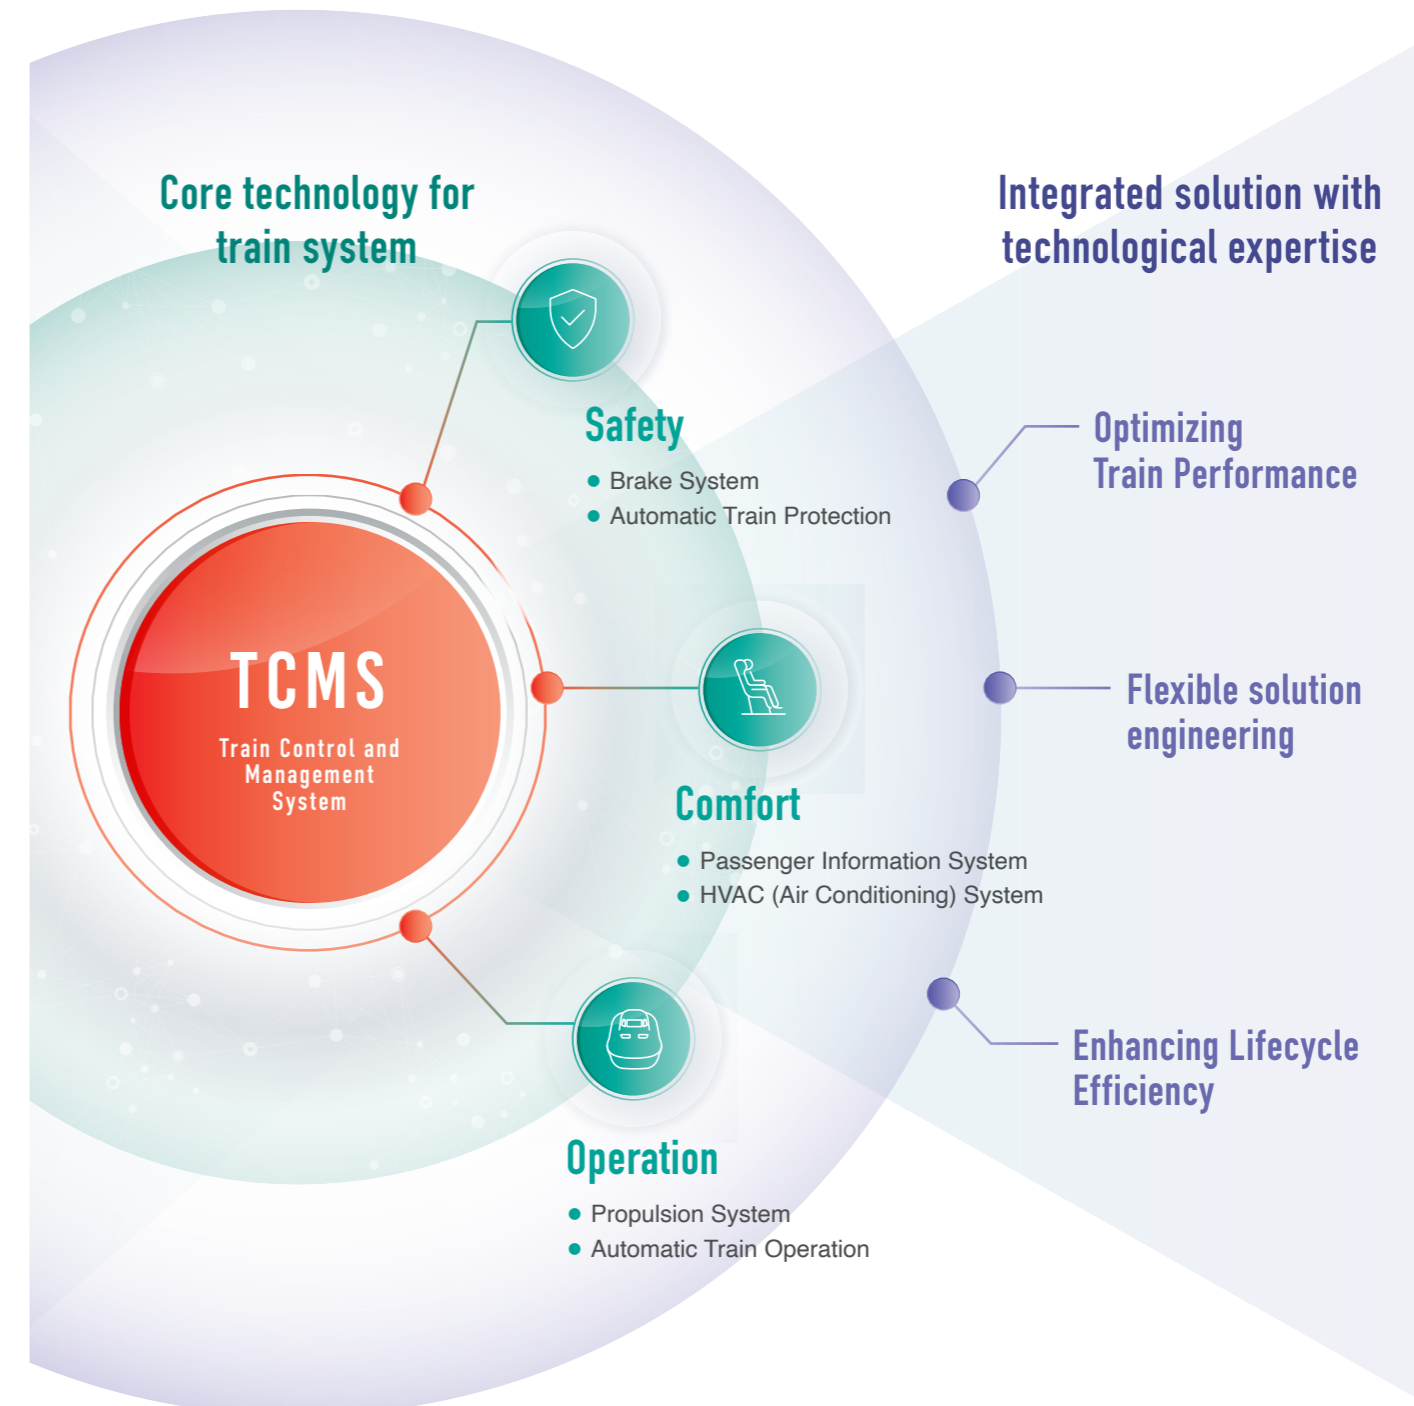 Core technology for
train system
Integrated solution with
technological expertise
Safety
Brake System
Automatic Train Protection
Optimizing
Train Performance
TCMS
Train Control and
Management
System
Flexible solution
engineering
Comfort
Passenger Information System
HVAC (Air Conditioning) System
Enhancing Lifecycle
Efficiency
Operation
Propulsion System
Automatic Train Operation